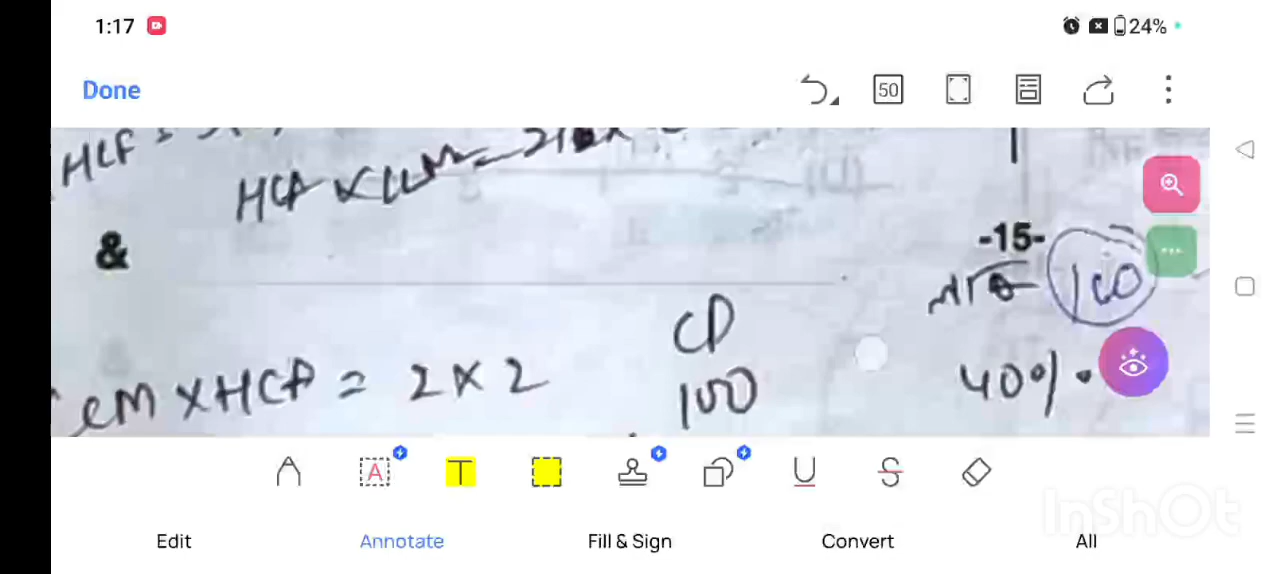 1:17 24%
Done 50
HCF =
HCF X LCM =
&
-15-
100
CP
LCM X HCF = 2 X 2
100
40%.
A T U S
Edit Annotate Fill & Sign Convert All
InShOt